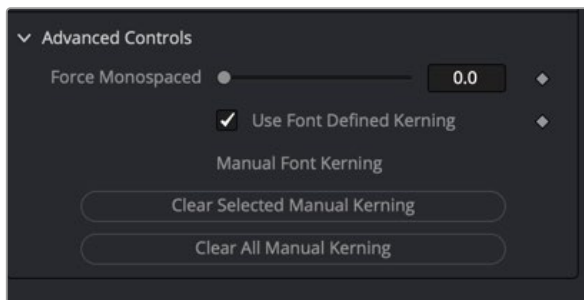 Advanced Controls
Force Monospaced 0.0
Use Font Defined Kerning
Manual Font Kerning
Clear Selected Manual Kerning
Clear All Manual Kerning